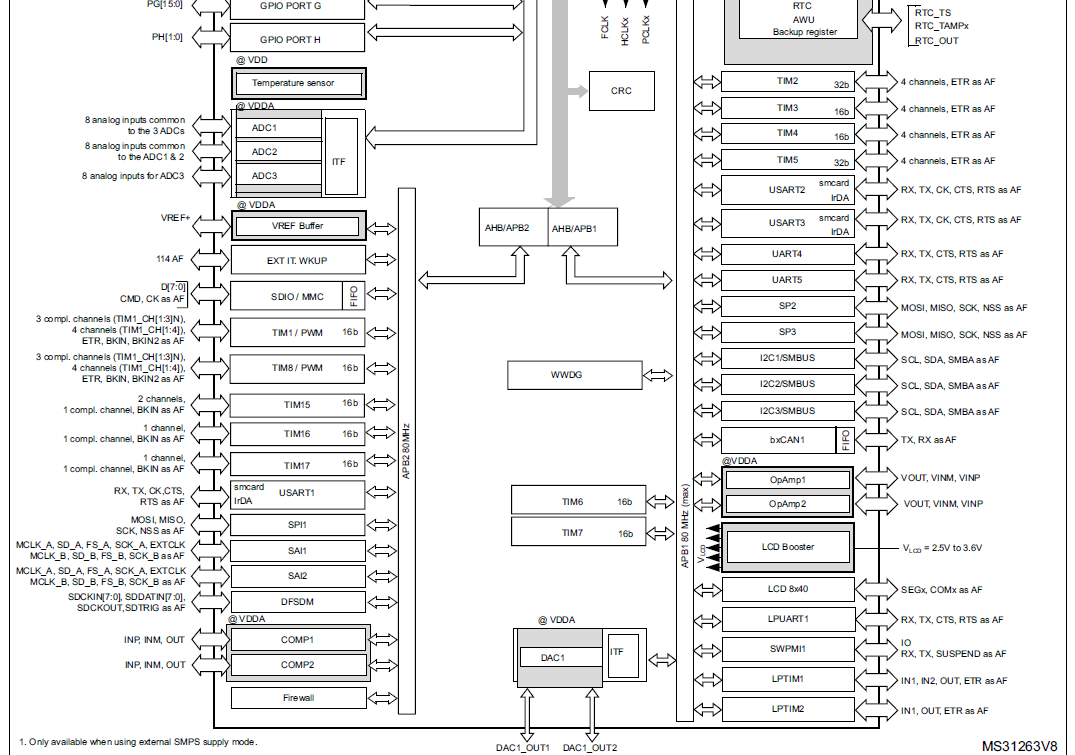 PG[15:0]
GPIO PORT G
PH[1:0]
GPIO PORT H
@ VDD
Temperature sensor
@ VDDA
8 analog inputs common
to the 3 ADCs
8 analog inputs common
to the ADC1 & 2
8 analog inputs for ADC3
ADC1
ADC2
ADC3
ITF
@ VDDA
VREF+
VREF Buffer
114 AF
EXT IT. WKUP
D[7:0]
CMD, CK as AF
SDIO / MMC
FIFO
3 compl. channels (TIM1_CH[1:3]N),
4 channels (TIM1_CH[1:4]),
ETR, BKIN, BKIN2 as AF
TIM1 / PWM 16b
3 compl. channels (TIM1_CH[1:3]N),
4 channels (TIM1_CH[1:4]),
ETR, BKIN, BKIN2 as AF
TIM8 / PWM 16b
2 channels,
1 compl. channel, BKIN as AF
TIM15 16b
1 channel,
1 compl. channel, BKIN as AF
TIM16 16b
1 channel,
1 compl. channel, BKIN as AF
TIM17 16b
RX, TX, CK,CTS,
RTS as AF
smcard
IrDA
USART1
MOSI, MISO,
SCK, NSS as AF
SPI1
MCLK_A, SD_A, FS_A, SCK_A, EXTCLK
MCLK_B, SD_B, FS_B, SCK_B as AF
SAI1
MCLK_A, SD_A, FS_A, SCK_A, EXTCLK
MCLK_B, SD_B, FS_B, SCK_B as AF
SAI2
SDCKIN[7:0], SDDATIN[7:0],
SDCKOUT,SDTRIG as AF
DFSDM
@ VDDA
INP, INM, OUT
COMP1
INP, INM, OUT
COMP2
Firewall
APB2 80MHz
FCLK
HCLKx
PCLKx
CRC
AHB/APB2
AHB/APB1
WWDG
TIM6 16b
TIM7 16b
@ VDDA
DAC1
ITF
DAC1_OUT1
DAC1_OUT2
APB1 80 MHz (max)
RTC
AWU
Backup register
RTC_TS
RTC_TAMPx
RTC_OUT
TIM2 32b
4 channels, ETR as AF
TIM3 16b
4 channels, ETR as AF
TIM4 16b
4 channels, ETR as AF
TIM5 32b
4 channels, ETR as AF
USART2
smcard
IrDA
RX, TX, CK, CTS, RTS as AF
USART3
smcard
IrDA
RX, TX, CK, CTS, RTS as AF
UART4
RX, TX, CTS, RTS as AF
UART5
RX, TX, CTS, RTS as AF
SP2
MOSI, MISO, SCK, NSS as AF
SP3
MOSI, MISO, SCK, NSS as AF
I2C1/SMBUS
SCL, SDA, SMBA as AF
I2C2/SMBUS
SCL, SDA, SMBA as AF
I2C3/SMBUS
SCL, SDA, SMBA as AF
bxCAN1
FIFO
TX, RX as AF
@VDDA
OpAmp1
VOUT, VINM, VINP
OpAmp2
VOUT, VINM, VINP
VLCD
LCD Booster
VLCD = 2.5V to 3.6V
LCD 8x40
SEGx, COMx as AF
LPUART1
RX, TX, CTS, RTS as AF
SWPMI1
IO
RX, TX, SUSPEND as AF
LPTIM1
IN1, IN2, OUT, ETR as AF
LPTIM2
IN1, OUT, ETR as AF
1. Only available when using external SMPS supply mode.
MS31263V8